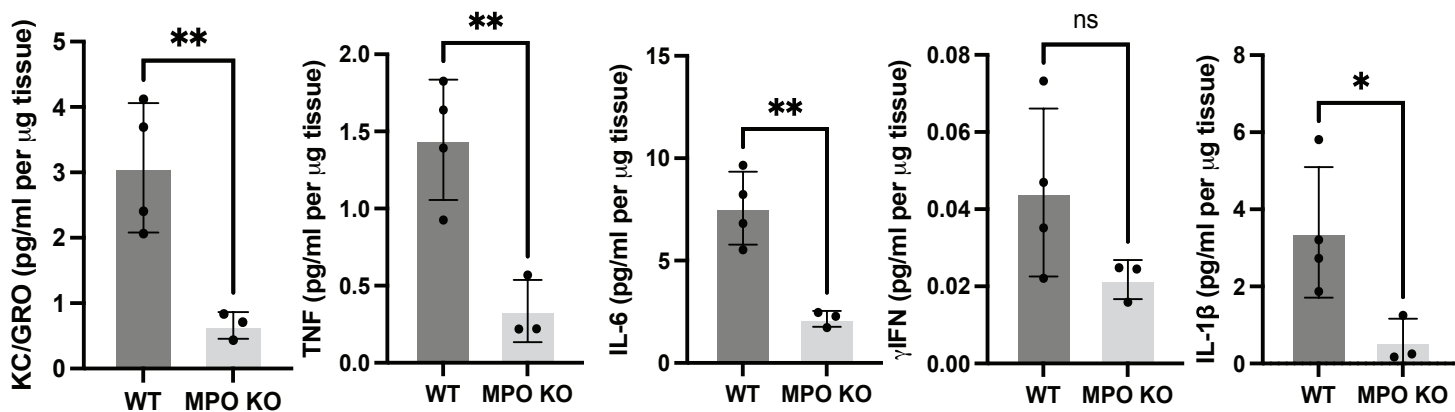 KC/GRO (pg/ml per μg tissue)
5
4
3
2
1
0
**
WT
MPO KO
TNF (pg/ml per μg tissue)
2.0
1.5
1.0
0.5
0.0
**
WT
MPO KO
IL-6 (pg/ml per μg tissue)
15
10
5
0
**
WT
MPO KO
γIFN (pg/ml per μg tissue)
0.08
0.06
0.04
0.02
0.00
ns
WT
MPO KO
IL-1β (pg/ml per μg tissue)
8
6
4
2
0
*
WT
MPO KO